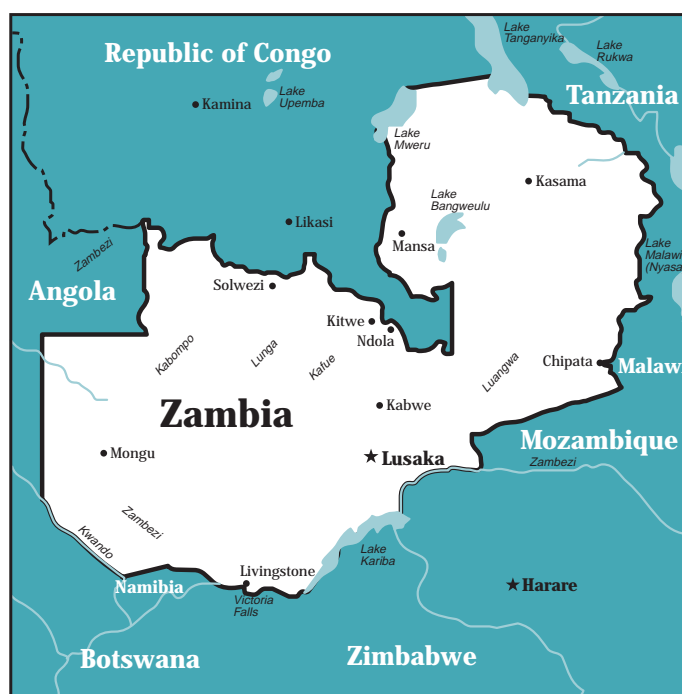 Republic of Congo
Lake
Tanganyika
Lake
Rukwa
Tanzania
Kamina
Lake
Upemba
Lake
Mweru
Kasama
Lake
Bangweulu
Likasi
Mansa
Zambezi
Lake
Malawi
(Nyasa
Angola
Solwezi
Kitwe
Ndola
Kabompo
Lunga
Kafue
Luangwa
Chipata
Malawi
Zambia
Kabwe
Mozambique
Mongu
Lusaka
Zambezi
Zambezi
Kwando
Lake
Kariba
Livingstone
Namibia
Victoria
Falls
Harare
Botswana
Zimbabwe